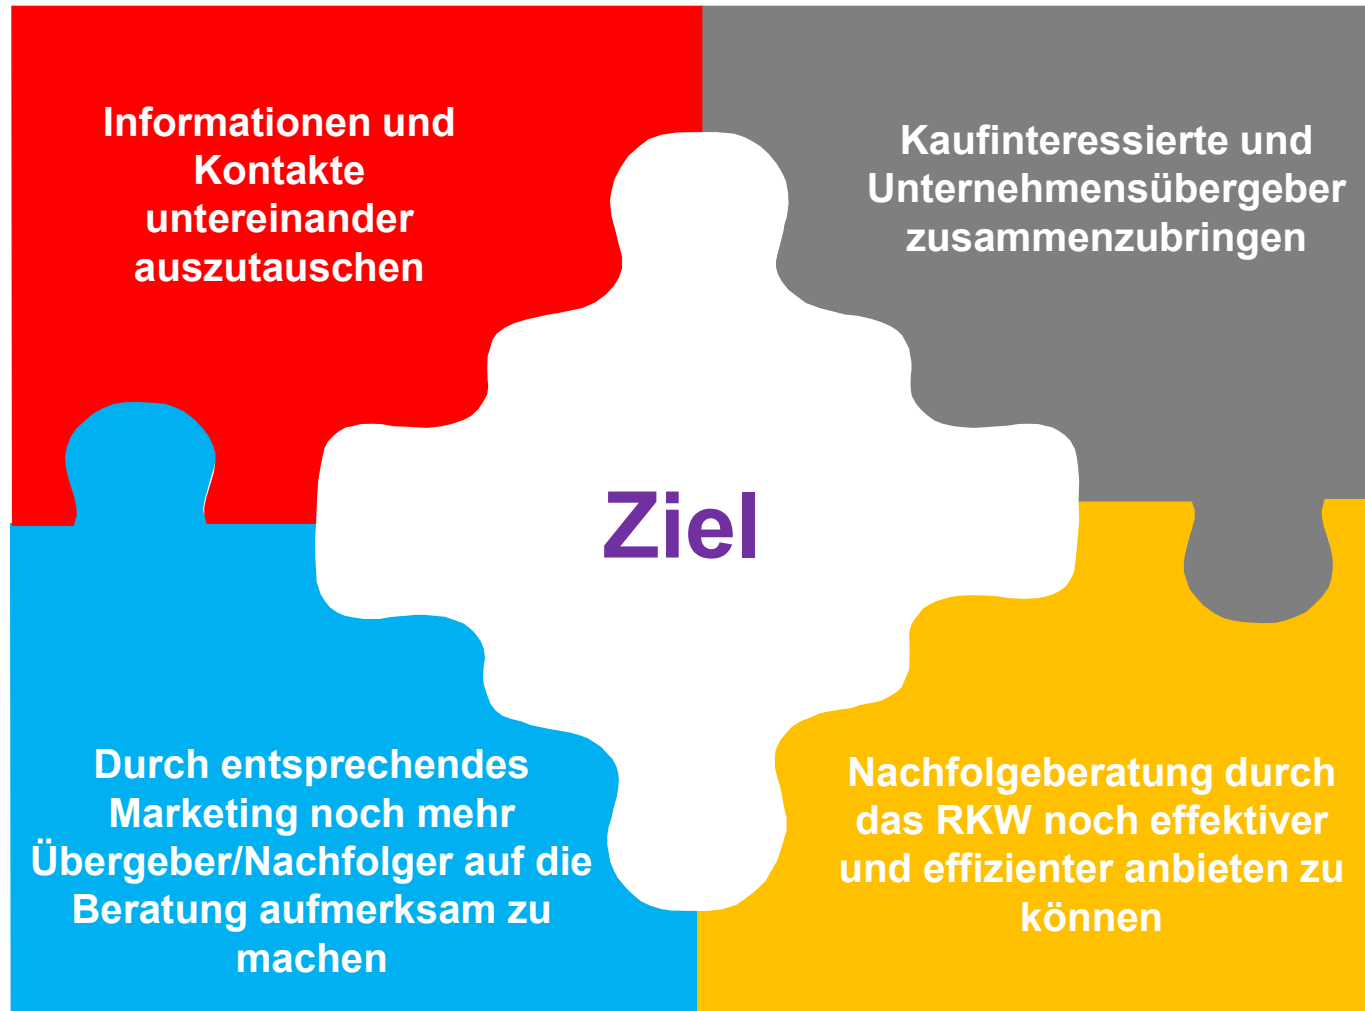 Informationen und
Kontakte
untereinander
auszutauschen
Kaufinteressierte und
Unternehmensübergeber
zusammenzubringen
Ziel
Durch entsprechendes
Marketing noch mehr
Übergeber/Nachfolger auf die
Beratung aufmerksam zu
machen
Nachfolgeberatung durch
das RKW noch effektiver
und effizienter anbieten zu
können